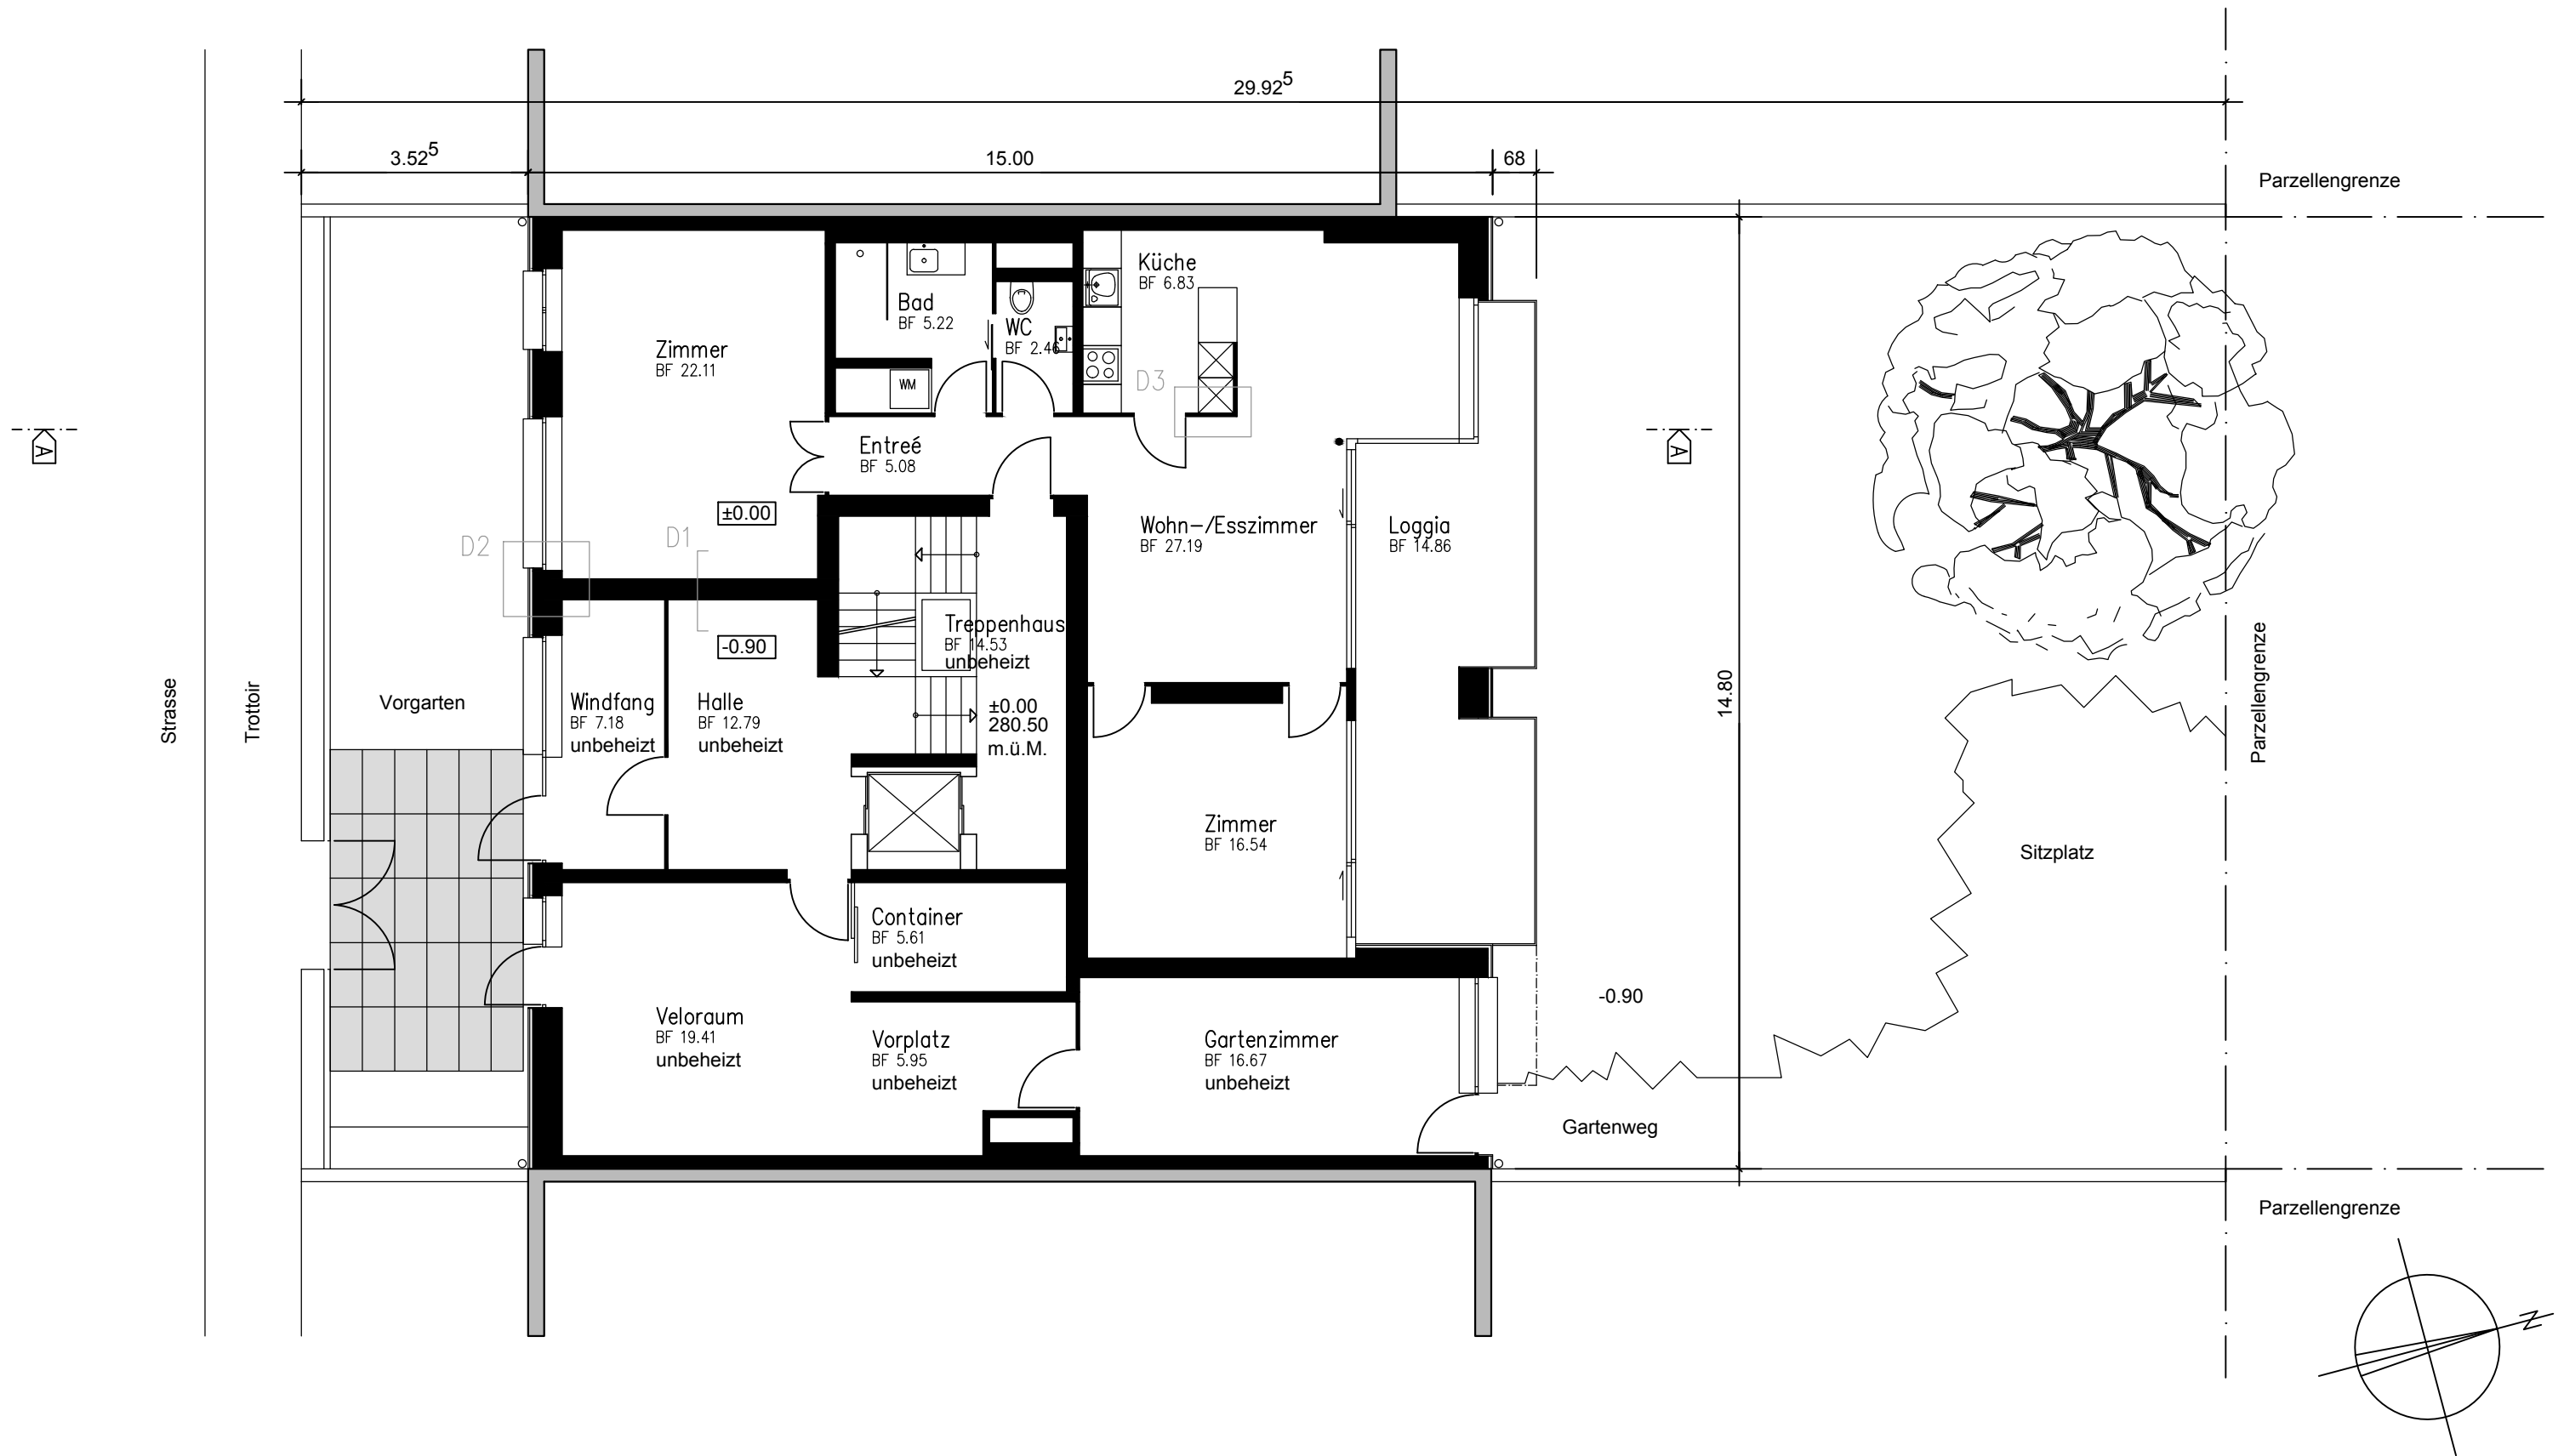 29.92⁵
3.52⁵
15.00
68
Parzellengrenze
Küche
BF 6.83
Bad
BF 5.22
WC
BF 2.46
Zimmer
BF 22.11
WM
D3
A
A
Entreé
BF 5.08
±0.00
D1
D2
Wohn-/Esszimmer
BF 27.19
Loggia
BF 14.86
Treppenhaus
BF 14.53
unbeheizt
-0.90
±0.00
280.50
m.ü.M.
Strasse
Trottoir
Vorgarten
Windfang
BF 7.18
unbeheizt
Halle
BF 12.79
unbeheizt
14.80
Parzellengrenze
Zimmer
BF 16.54
Sitzplatz
Container
BF 5.61
unbeheizt
-0.90
Veloraum
BF 19.41
unbeheizt
Vorplatz
BF 5.95
unbeheizt
Gartenzimmer
BF 16.67
unbeheizt
Gartenweg
Parzellengrenze
N